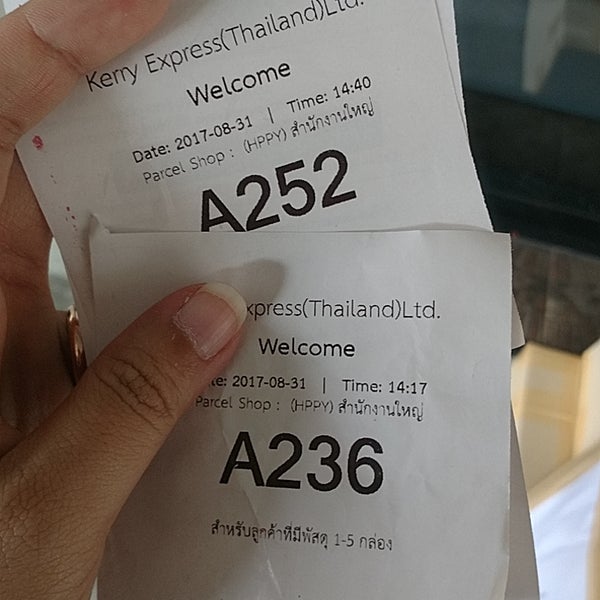 Kerry Express(Thailand)Ltd.
Welcome
Date: 2017-08-31 | Time: 14:40
Parcel Shop : (HPPY) สำนักงานใหญ่
A252
xpress(Thailand)Ltd.
Welcome
te: 2017-08-31 | Time: 14:17
Parcel Shop : (HPPY) สำนักงานใหญ่
A236
สำหรับลูกค้าที่มีพัสดุ 1-5 กล่อง